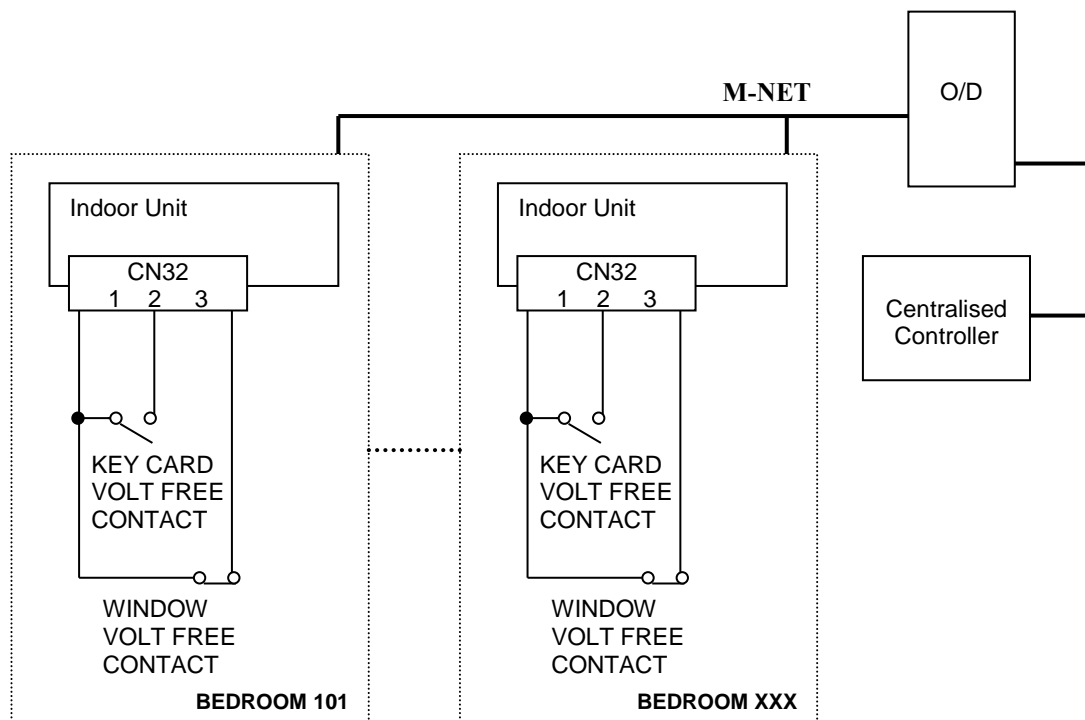 M-NET
O/D
Indoor Unit
CN32
1 2 3
KEY CARD
VOLT FREE
CONTACT
WINDOW
VOLT FREE
CONTACT
BEDROOM 101
Indoor Unit
CN32
1 2 3
KEY CARD
VOLT FREE
CONTACT
WINDOW
VOLT FREE
CONTACT
BEDROOM XXX
Centralised
Controller